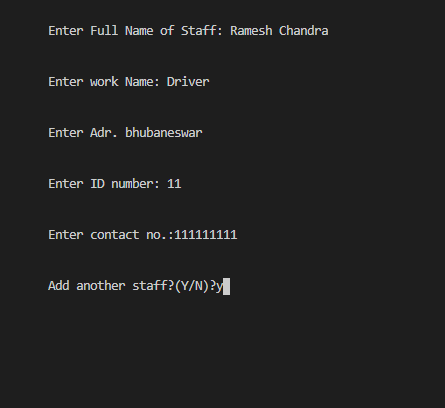 Enter Full Name of Staff: Ramesh Chandra
Enter work Name: Driver
Enter Adr. bhubaneswar
Enter ID number: 11
Enter contact no.:111111111
Add another staff?(Y/N)?y